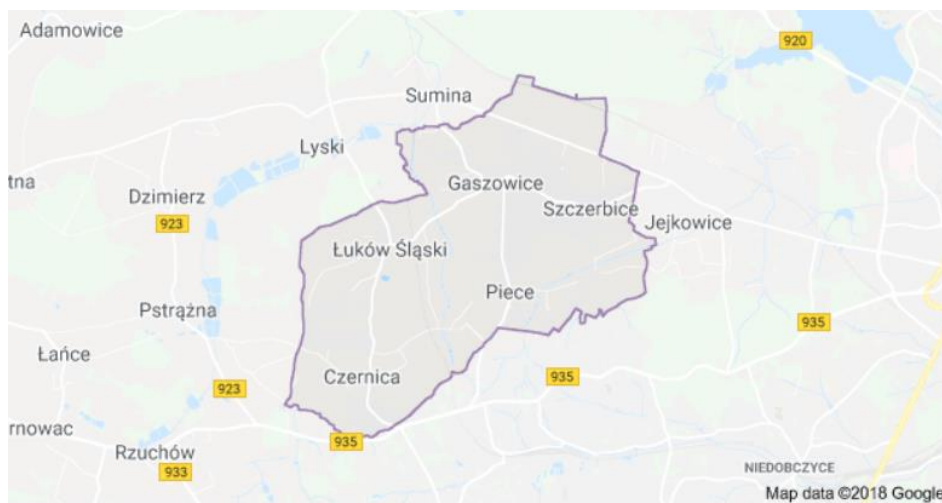 Adamowice
920
Sumina
Lyski
tna
Dzimierz
Gaszowice
923
Szczerbice
Jejkowice
Łuków Śląski
Piece
Pstrążna
935
Łańce
Czernica
935
923
rnowac
935
Rzuchów
933
NIEDOBCZYCE
Map data ©2018 Google